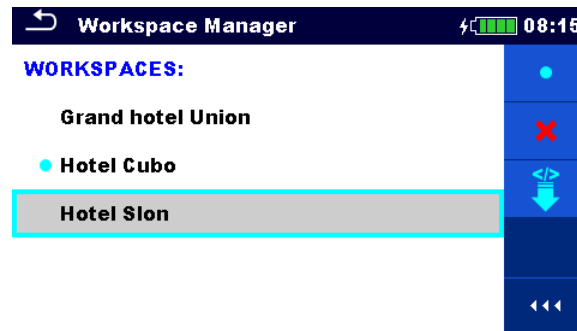 Workspace Manager 08:15
WORKSPACES:
Grand hotel Union
Hotel Cubo
</>
Hotel Slon